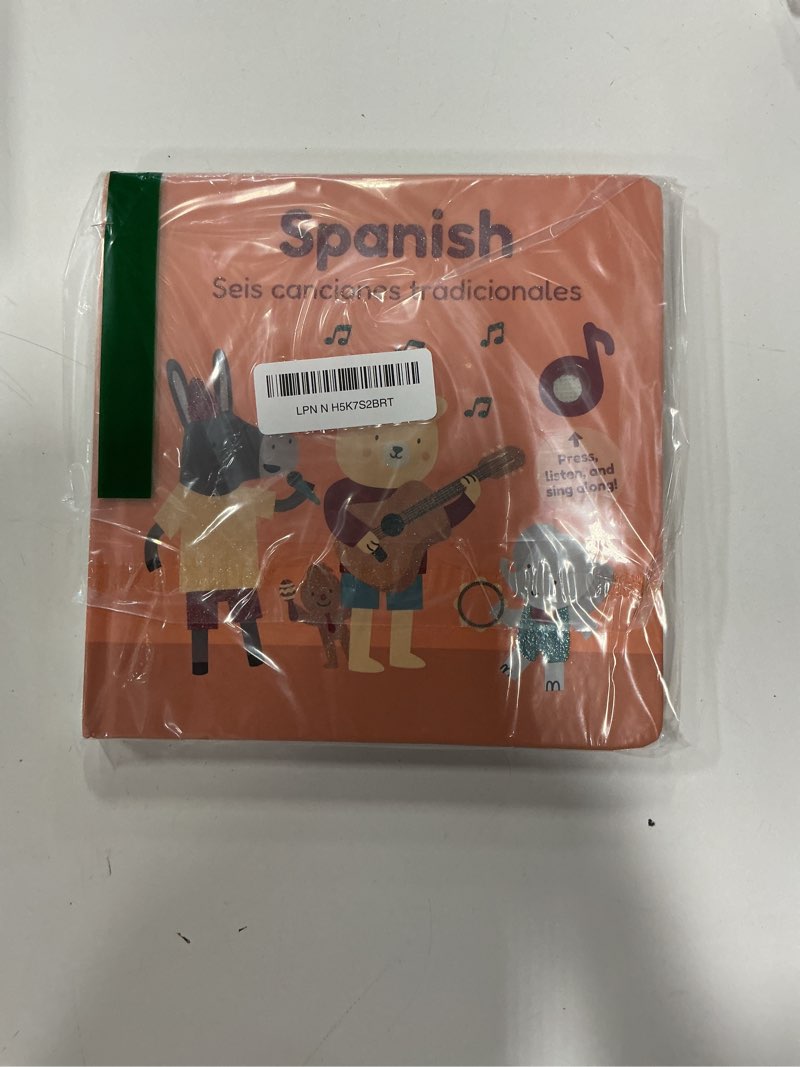 Spanish
Seis canciones tradicionales
LPN N H5K7S2BRT
Press,
listen, and
sing along!